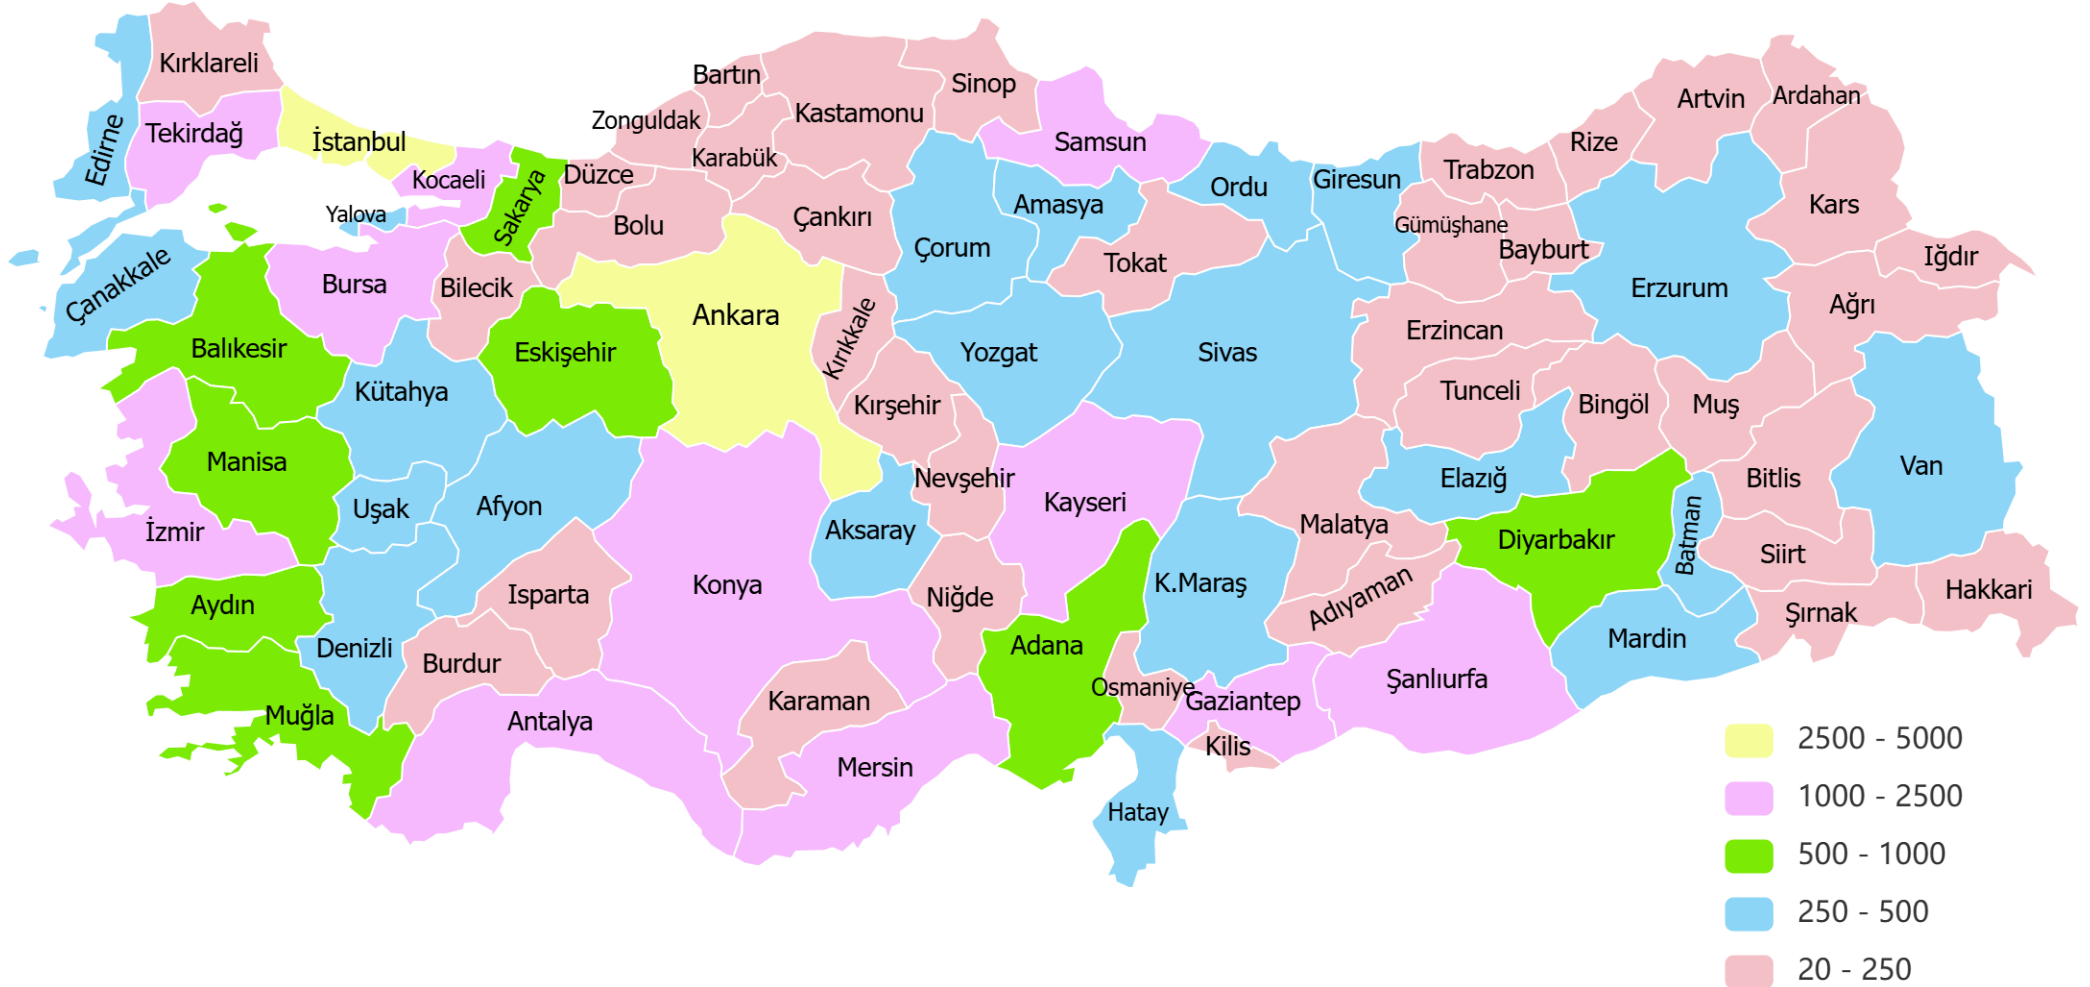 Kırklareli
Edirne
Tekirdağ
İstanbul
Kocaeli
Yalova
Sakarya
Düzce
Zonguldak
Bartın
Karabük
Kastamonu
Sinop
Samsun
Bolu
Çankırı
Çorum
Amasya
Ordu
Giresun
Trabzon
Rize
Artvin
Ardahan
Kars
Iğdır
Gümüşhane
Bayburt
Tokat
Erzurum
Ağrı
Çanakkale
Balıkesir
Bursa
Bilecik
Eskişehir
Ankara
Kırıkkale
Yozgat
Sivas
Erzincan
Tunceli
Bingöl
Muş
Kütahya
Kırşehir
Manisa
Uşak
Afyon
Nevşehir
Kayseri
Elazığ
Bitlis
Van
İzmir
Aksaray
Malatya
Diyarbakır
Batman
Siirt
Aydın
Isparta
Konya
Niğde
K.Maraş
Adıyaman
Şırnak
Hakkari
Denizli
Burdur
Adana
Mardin
Muğla
Antalya
Karaman
Osmaniye
Gaziantep
Şanlıurfa
Mersin
Kilis
Hatay
2500 - 5000
1000 - 2500
500 - 1000
250 - 500
20 - 250